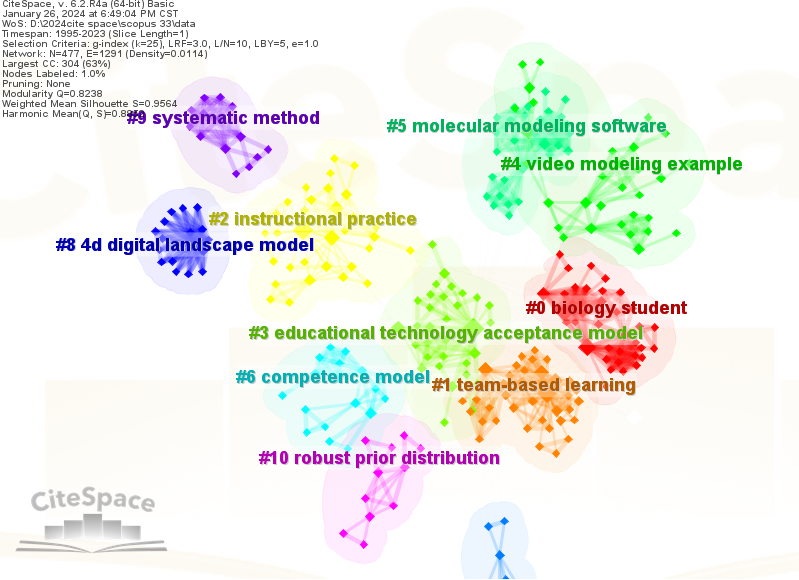 CiteSpace, v. 6.2.R4a (64-bit) Basic
January 26, 2024 at 6:49:04 PM CST
WoS: D:\2024cite space\scopus 33\data
Timespan: 1995-2023 (Slice Length=1)
Selection Criteria: g-index (k=25), LRF=3.0, L/N=10, LBY=5, e=1.0
Network: N=477, E=1291 (Density=0.0114)
Largest CC: 304 (63%)
Nodes Labeled: 1.0%
Pruning: None
Modularity Q=0.8238
Weighted Mean Silhouette S=0.9564
Harmonic Mean(Q, S)=
#9 systematic method
#5 molecular modeling software
#4 video modeling example
#2 instructional practice
#8 4d digital landscape model
#0 biology student
#3 educational technology acceptance model
#6 competence model
#1 team-based learning
#10 robust prior distribution
CiteSpace